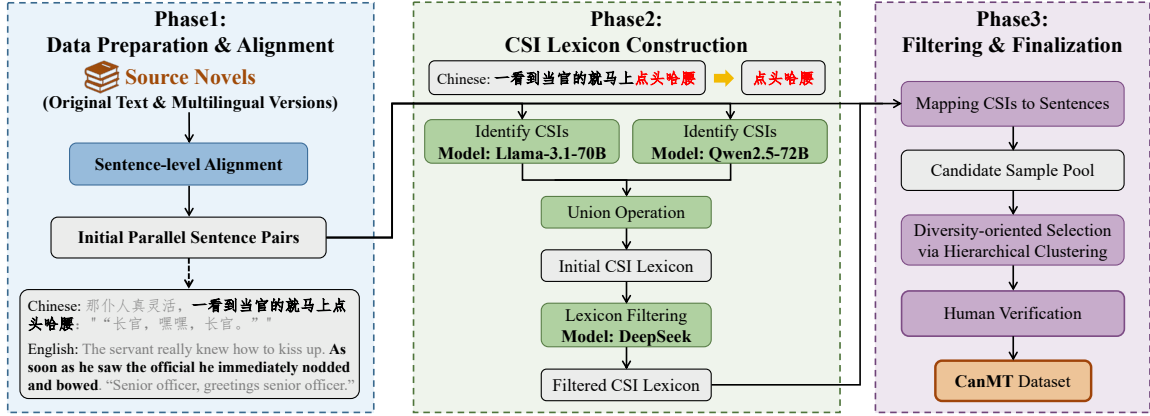 Phase1:
Data Preparation & Alignment
Source Novels
(Original Text & Multilingual Versions)
Sentence-level Alignment
Initial Parallel Sentence Pairs
Chinese: 那仆人真灵活，一看到当官的就马上点
头哈腰："“长官，嘿嘿，长官。”"
English: The servant really knew how to kiss up. As
soon as he saw the official he immediately nodded
and bowed. “Senior officer, greetings senior officer.”
Phase2:
CSI Lexicon Construction
Chinese: 一看到当官的就马上点头哈腰
点头哈腰
Identify CSIs
Model: Llama-3.1-70B
Identify CSIs
Model: Qwen2.5-72B
Union Operation
Initial CSI Lexicon
Lexicon Filtering
Model: DeepSeek
Filtered CSI Lexicon
Phase3:
Filtering & Finalization
Mapping CSIs to Sentences
Candidate Sample Pool
Diversity-oriented Selection
via Hierarchical Clustering
Human Verification
CanMT Dataset